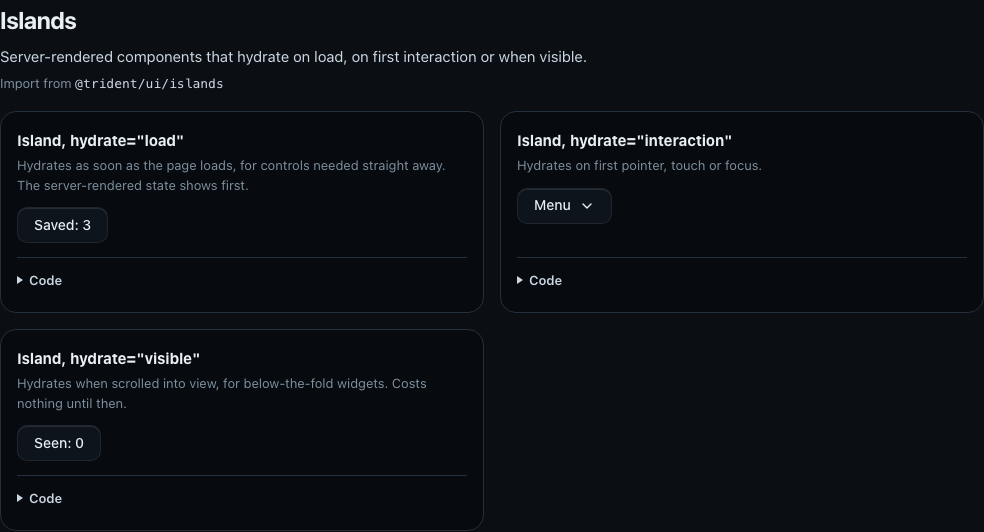 Islands
Server-rendered components that hydrate on load, on first interaction or when visible.
Import from @trident/ui/islands
Island, hydrate="load"
Hydrates as soon as the page loads, for controls needed straight away.
The server-rendered state shows first.
Saved: 3
Code
Island, hydrate="interaction"
Hydrates on first pointer, touch or focus.
Menu
Code
Island, hydrate="visible"
Hydrates when scrolled into view, for below-the-fold widgets. Costs
nothing until then.
Seen: 0
Code